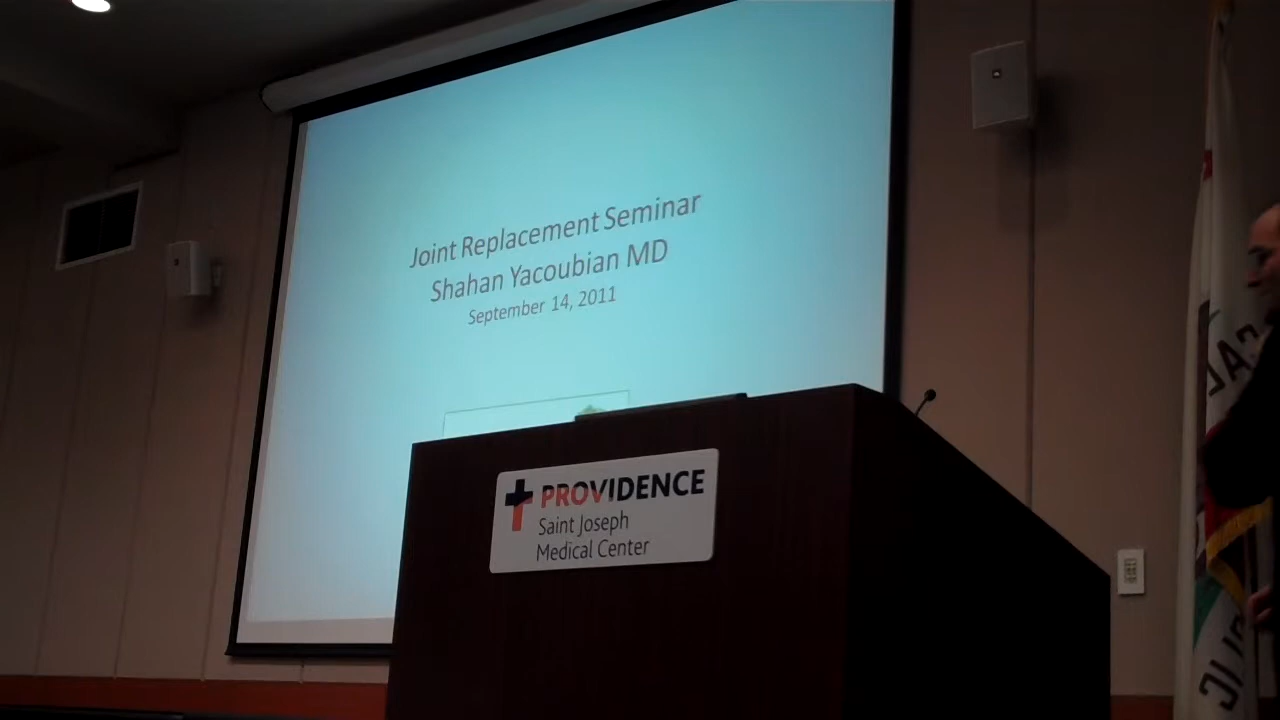 Joint Replacement Seminar
Shahan Yacoubian MD
September 14, 2011
PROVIDENCE
Saint Joseph
Medical Center